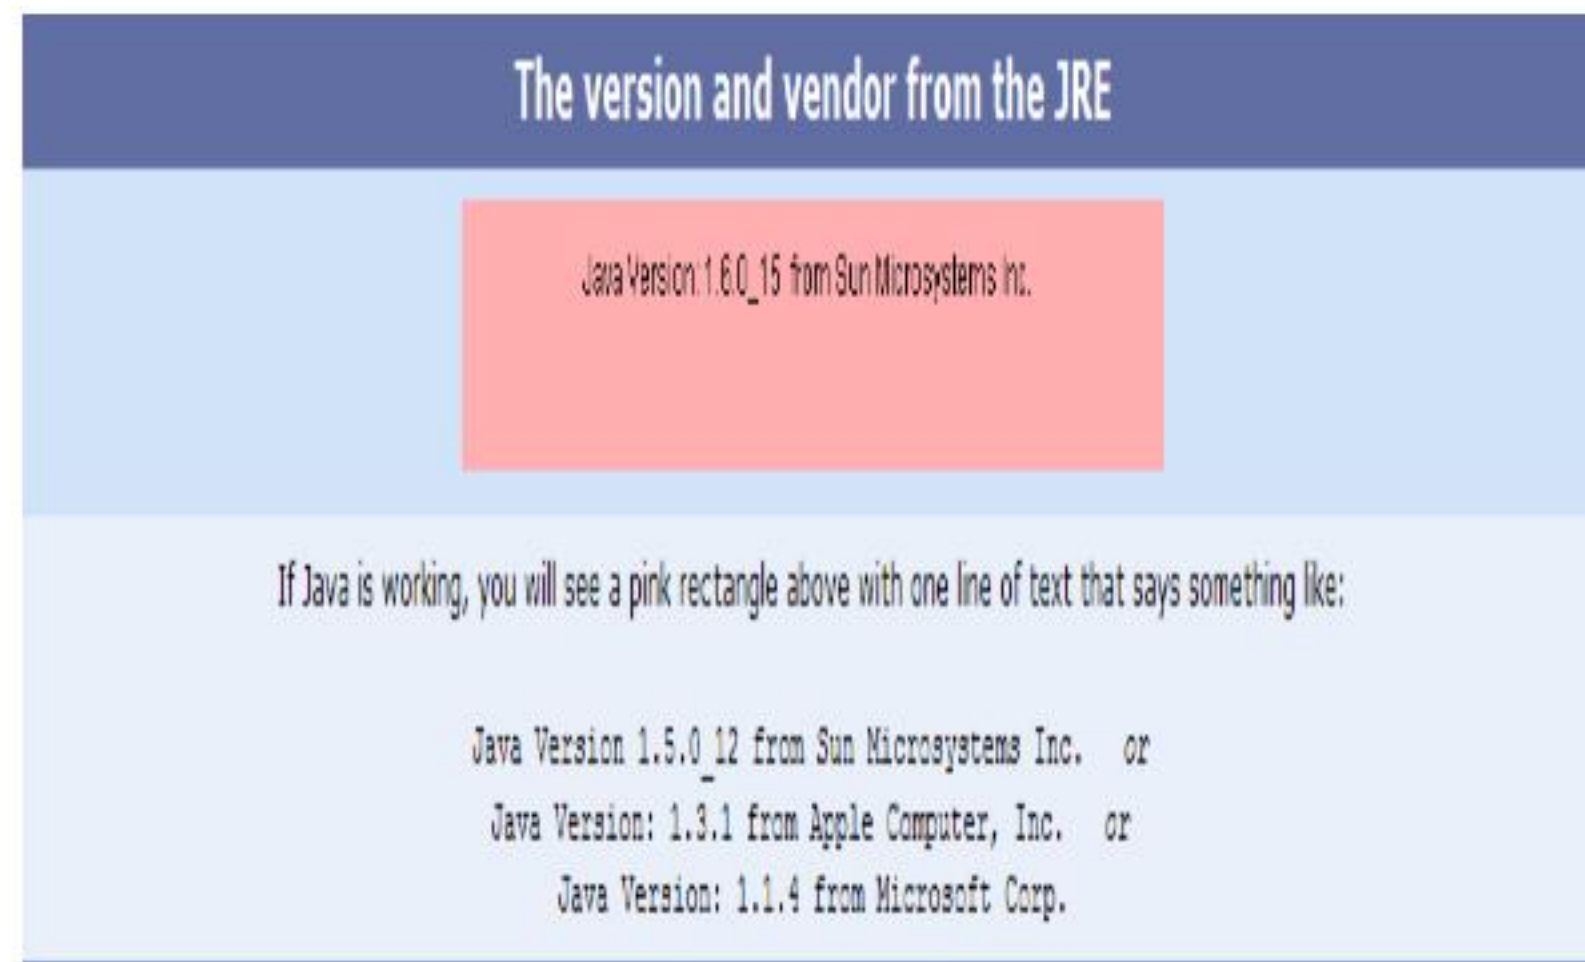 The version and vendor from the JRE
Java Version: 1.6.0_15 from Sun Microsystems Inc.
If Java is working, you will see a pink rectangle above with one line of text that says something like:
Java Version 1.5.0_12 from Sun Microsystems Inc. or
Java Version: 1.3.1 from Apple Computer, Inc. or
Java Version: 1.1.4 from Microsoft Corp.